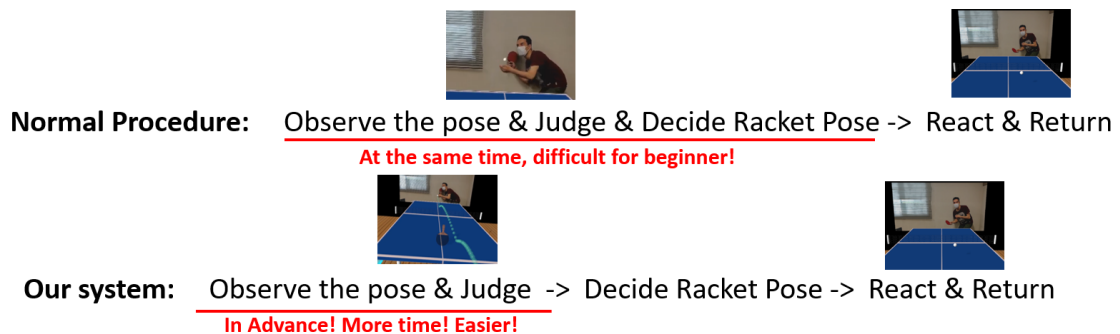 Normal Procedure: Observe the pose & Judge & Decide Racket Pose -> React & Return
At the same time, difficult for beginner!
Our system: Observe the pose & Judge -> Decide Racket Pose -> React & Return
In Advance! More time! Easier!